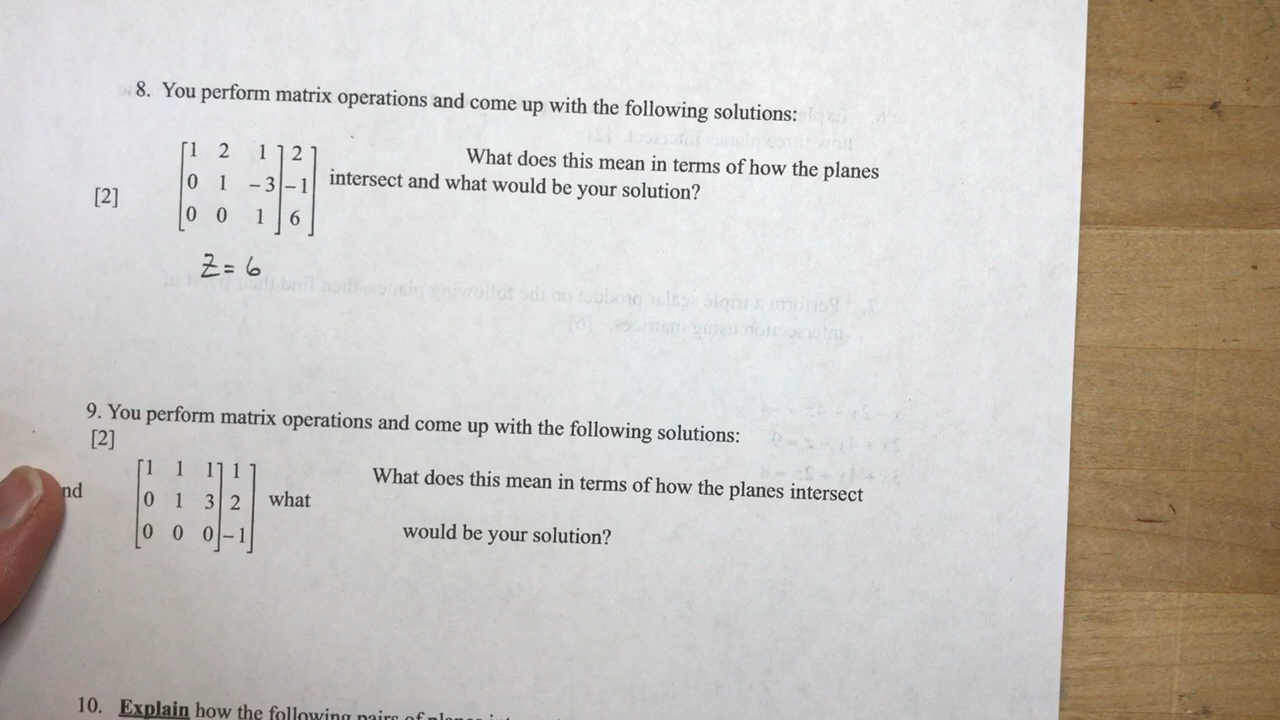 8. You perform matrix operations and come up with the following solutions:
[2]
1 2 1 2
0 1 -3 -1
0 0 1 6
What does this mean in terms of how the planes
intersect and what would be your solution?
Z = 6
9. You perform matrix operations and come up with the following solutions:
[2]
nd
1 1 1 1
0 1 3 2
0 0 0 -1
what
What does this mean in terms of how the planes intersect
would be your solution?
10. Explain how the following pairs of